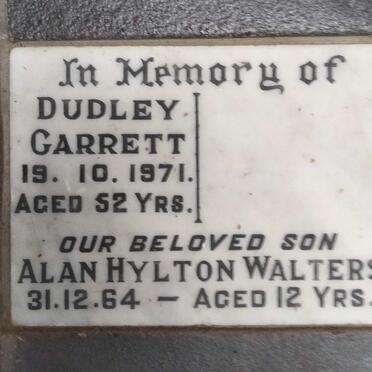 In Memory of
DUDLEY
GARRETT
19. 10. 1971.
AGED 52 YRS.
OUR BELOVED SON
ALAN HYLTON WALTERS
31.12.64 — AGED 12 YRS.